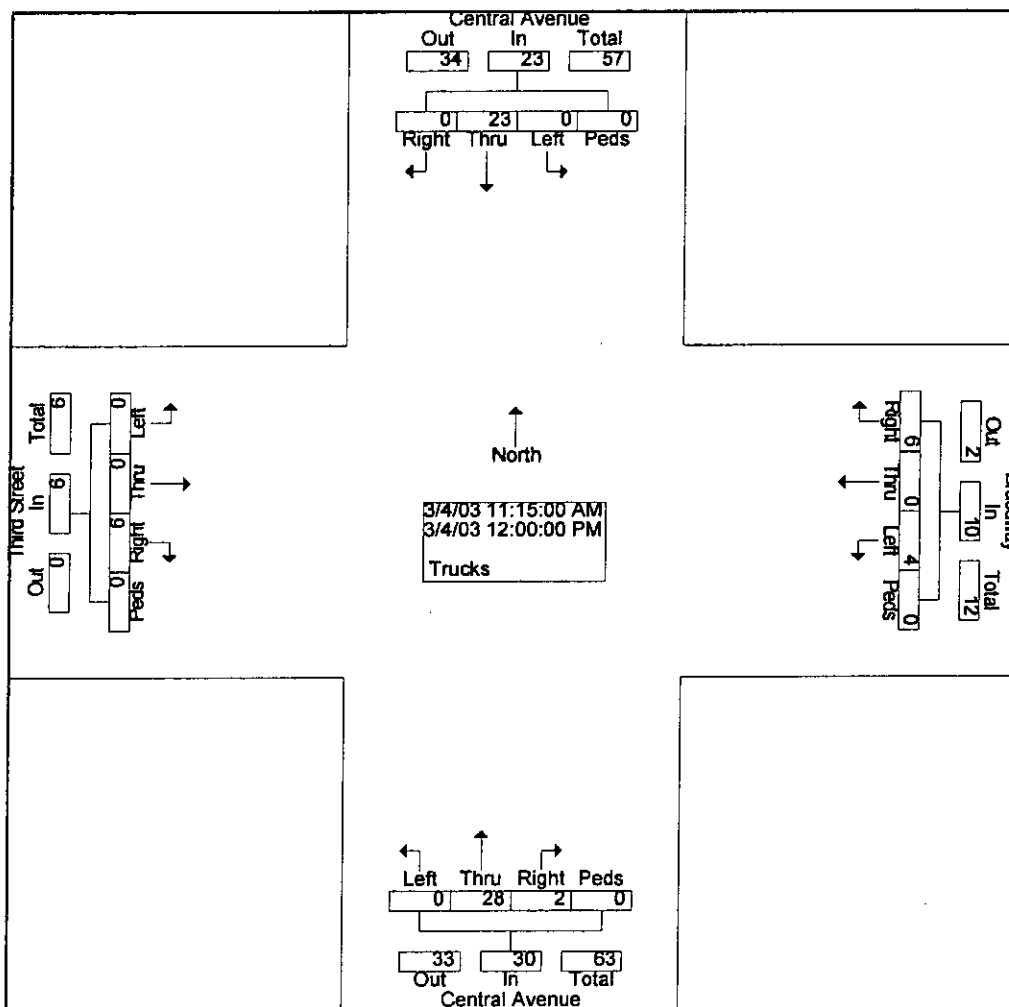 Central Avenue
Out In Total
34 23 57
0 23 0 0
Right Thru Left Peds
North
3/4/03 11:15:00 AM
3/4/03 12:00:00 PM
Trucks
Third Street
Out In Total
0 6 6
Peds Right Thru Left
0 6 0 0
Out In Total
2 10 12
Right Thru Left Peds
6 0 4 0
Left Thru Right Peds
0 28 2 0
33 30 63
Out In Total
Central Avenue